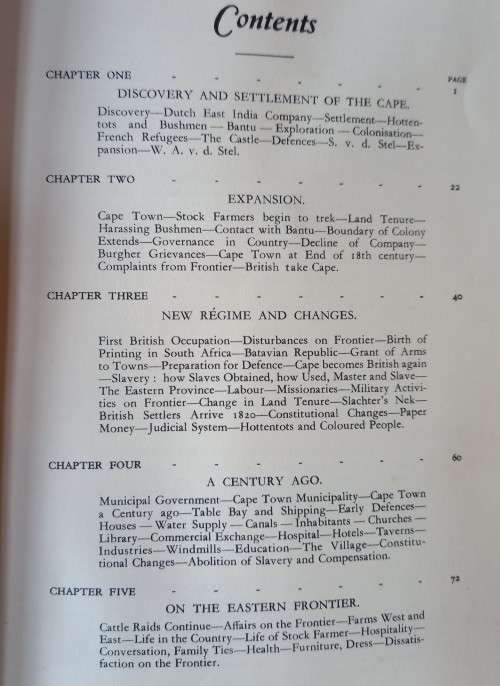 Contents
CHAPTER ONE - - - - - - - PAGE
1
DISCOVERY AND SETTLEMENT OF THE CAPE.
Discovery—Dutch East India Company—Settlement—Hotten-
tots and Bushmen — Bantu — Exploration — Colonisation—
French Refugees—The Castle—Defences—S. v. d. Stel—Ex-
pansion—W. A. v. d. Stel.
CHAPTER TWO - - - - - - - 22
EXPANSION.
Cape Town—Stock Farmers begin to trek—Land Tenure—
Harassing Bushmen—Contact with Bantu—Boundary of Colony
Extends—Governance in Country—Decline of Company—
Burgher Grievances—Cape Town at End of 18th century—
Complaints from Frontier—British take Cape.
CHAPTER THREE - - - - - - - 40
NEW RÉGIME AND CHANGES.
First British Occupation—Disturbances on Frontier—Birth of
Printing in South Africa—Batavian Republic—Grant of Arms
to Towns—Preparation for Defence—Cape becomes British again
—Slavery : how Slaves Obtained, how Used, Master and Slave—
The Eastern Province—Labour—Missionaries—Military Activi-
ties on Frontier—Change in Land Tenure—Slachter's Nek—
British Settlers Arrive 1820—Constitutional Changes—Paper
Money—Judicial System—Hottentots and Coloured People.
CHAPTER FOUR - - - - - - - 60
A CENTURY AGO.
Municipal Government—Cape Town Municipality—Cape Town
a Century ago—Table Bay and Shipping—Early Defences—
Houses — Water Supply — Canals — Inhabitants — Churches —
Library—Commercial Exchange—Hospital—Hotels—Taverns—
Industries—Windmills—Education—The Village—Constitu-
tional Changes—Abolition of Slavery and Compensation.
CHAPTER FIVE - - - - - - - 72
ON THE EASTERN FRONTIER.
Cattle Raids Continue—Affairs on the Frontier—Farms West and
East—Life in the Country—Life of Stock Farmer—Hospitality—
Conversation, Family Ties—Health—Furniture, Dress—Dissatis-
faction on the Frontier.